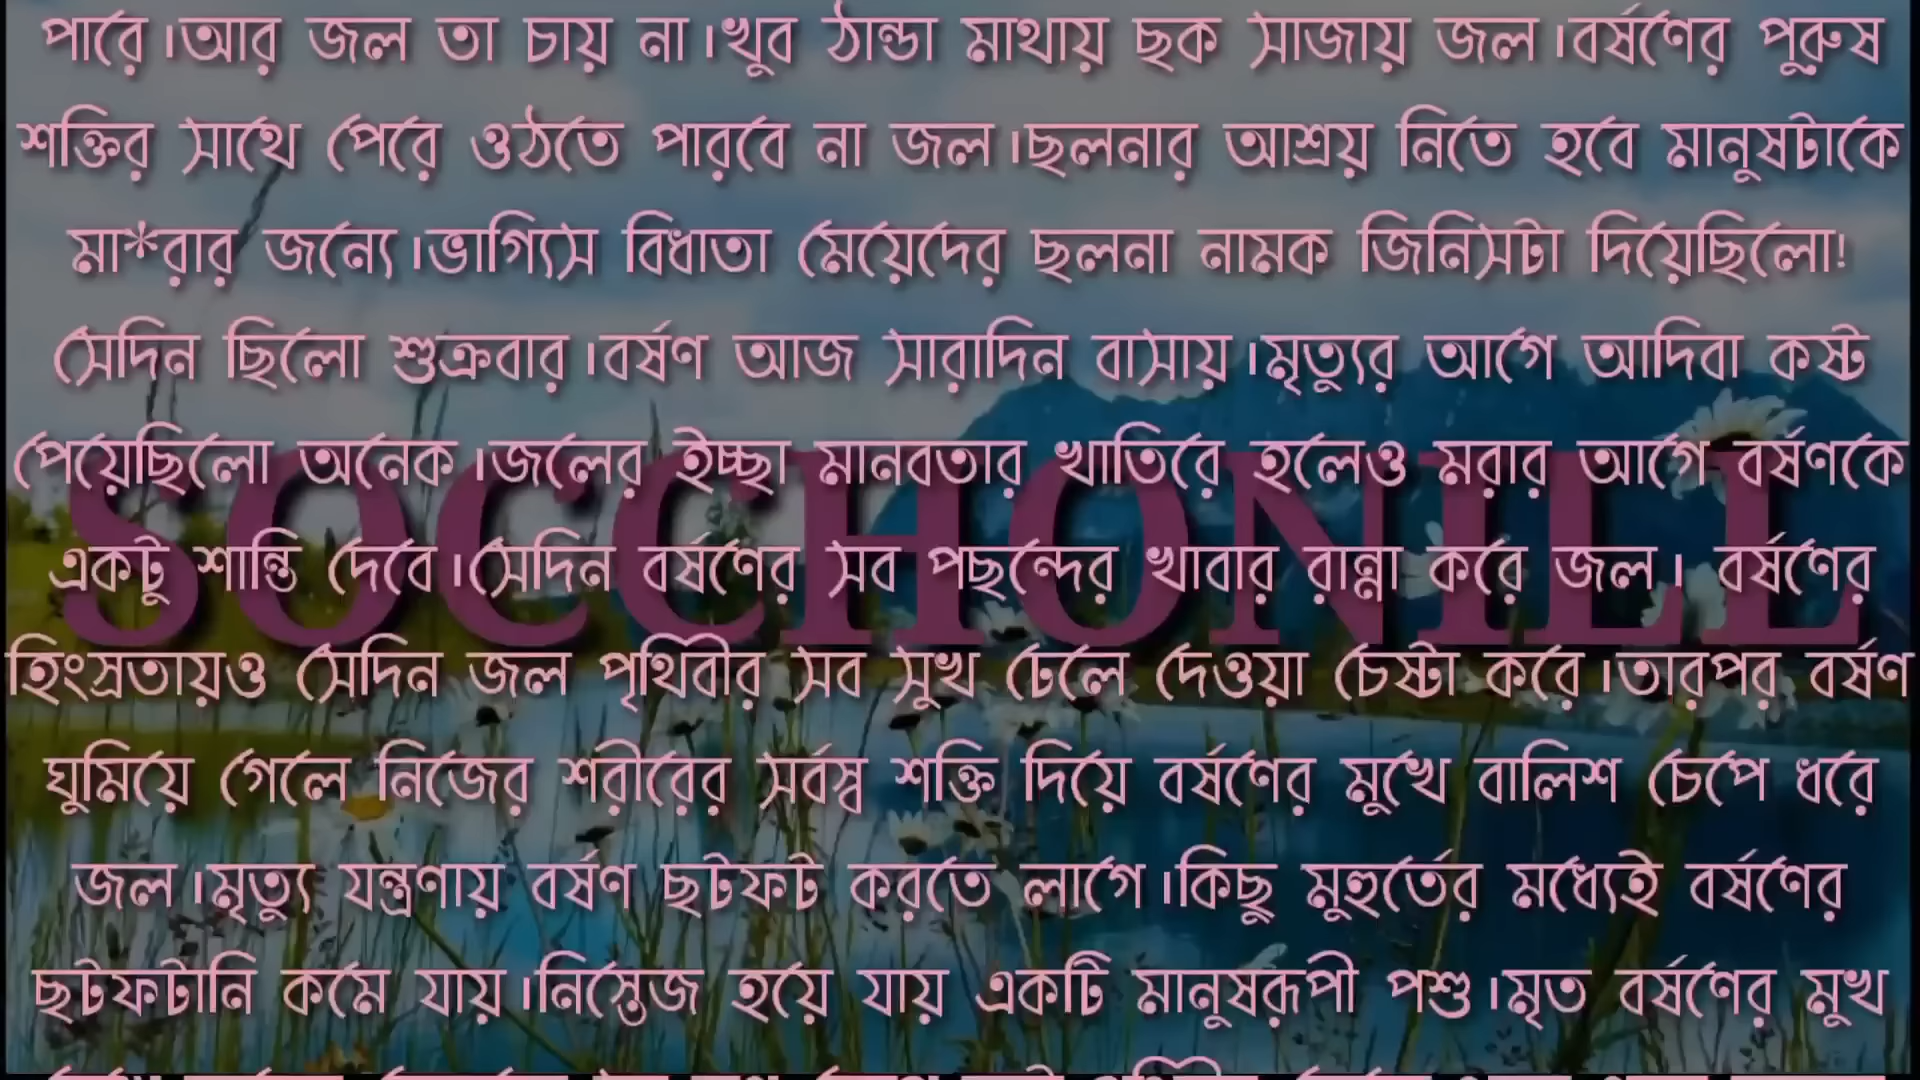 পারে।আর জল তা চায় না।খুব ঠান্ডা মাথায় ছক সাজায় জল।বর্ষণের পুরুষ
শক্তির সাথে পেরে ওঠতে পারবে না জল।ছলনার আশ্রয় নিতে হবে মানুষটাকে
মা*রার জন্যে।ভাগ্যিস বিধাতা মেয়েদের ছলনা নামক জিনিসটা দিয়েছিলো!
সেদিন ছিলো শুক্রবার।বর্ষণ আজ সারাদিন বাসায়।মৃত্যুর আগে আদিবা কষ্ট
পেয়েছিলো অনেক।জলের ইচ্ছা মানবতার খাতিরে হলেও মরার আগে বর্ষণকে
একটু শান্তি দেবে।সেদিন বর্ষণের সব পছন্দের খাবার রান্না করে জল। বর্ষণের
SOCCHONILL
হিংস্রতায়ও সেদিন জল পৃথিবীর সব সুখ ঢেলে দেওয়া চেষ্টা করে।তারপর বর্ষণ
ঘুমিয়ে গেলে নিজের শরীরের সর্বস্ব শক্তি দিয়ে বর্ষণের মুখে বালিশ চেপে ধরে
জল।মৃত্যু যন্ত্রণায় বর্ষণ ছটফট করতে লাগে।কিছু মুহুর্তের মধ্যেই বর্ষণের
ছটফটানি কমে যায়।নিস্তেজ হয়ে যায় একটি মানুষরূপী পশু।মৃত বর্ষণের মুখ